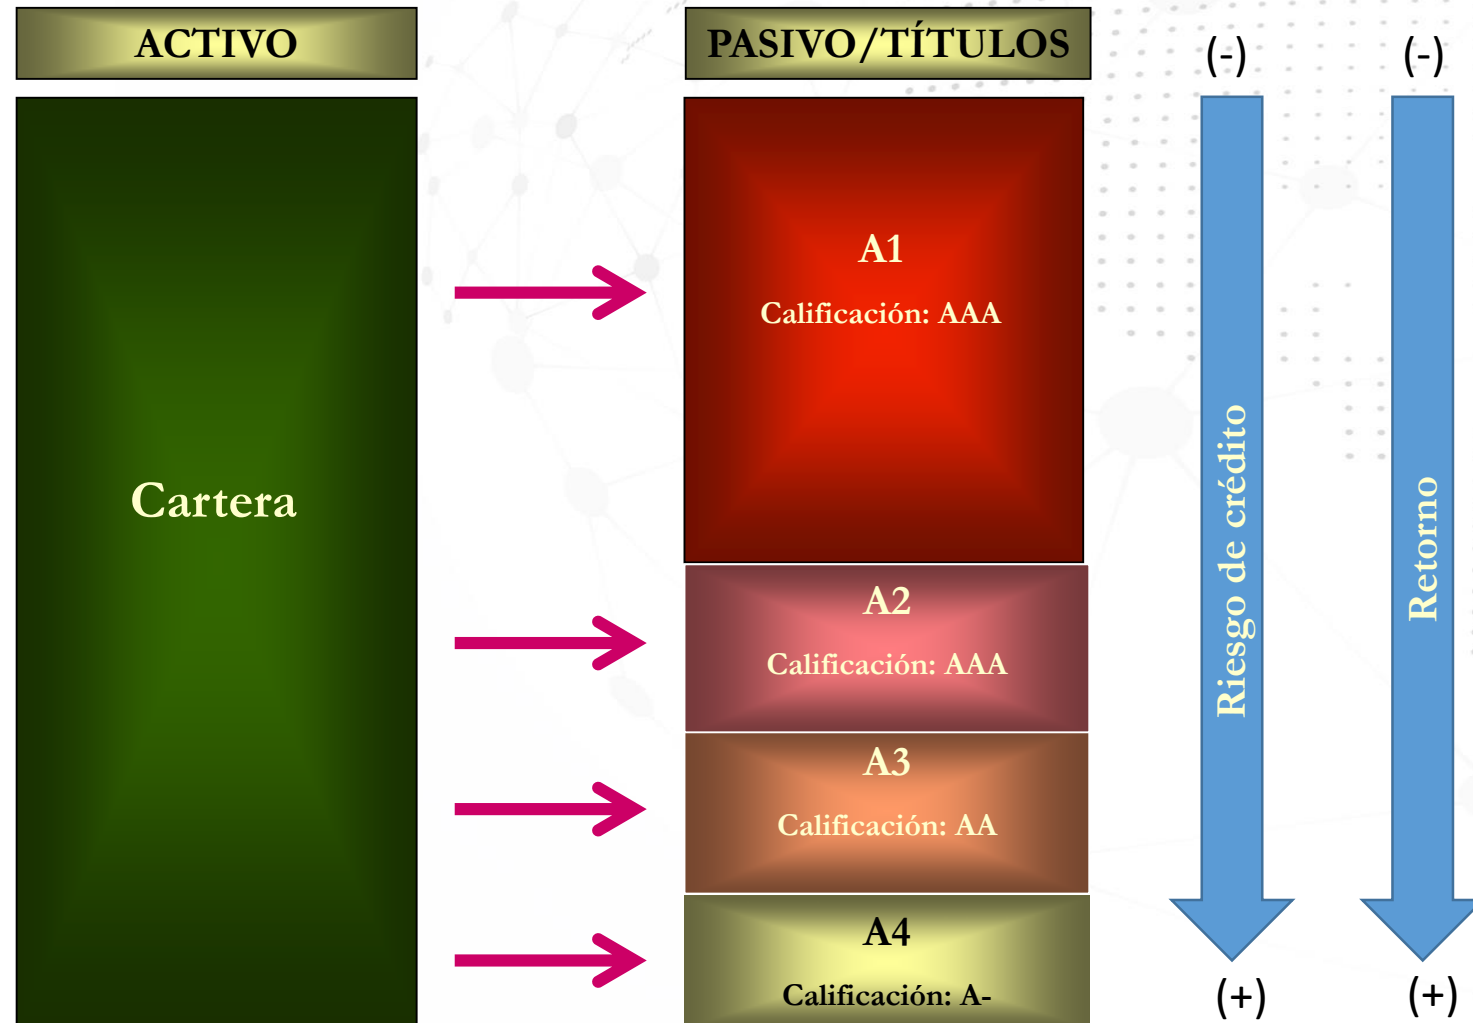 ACTIVO
PASIVO/TÍTULOS
(-)
(-)
Cartera
A1
Calificación: AAA
A2
Calificación: AAA
A3
Calificación: AA
A4
Calificación: A-
Riesgo de crédito
Retorno
(+)
(+)